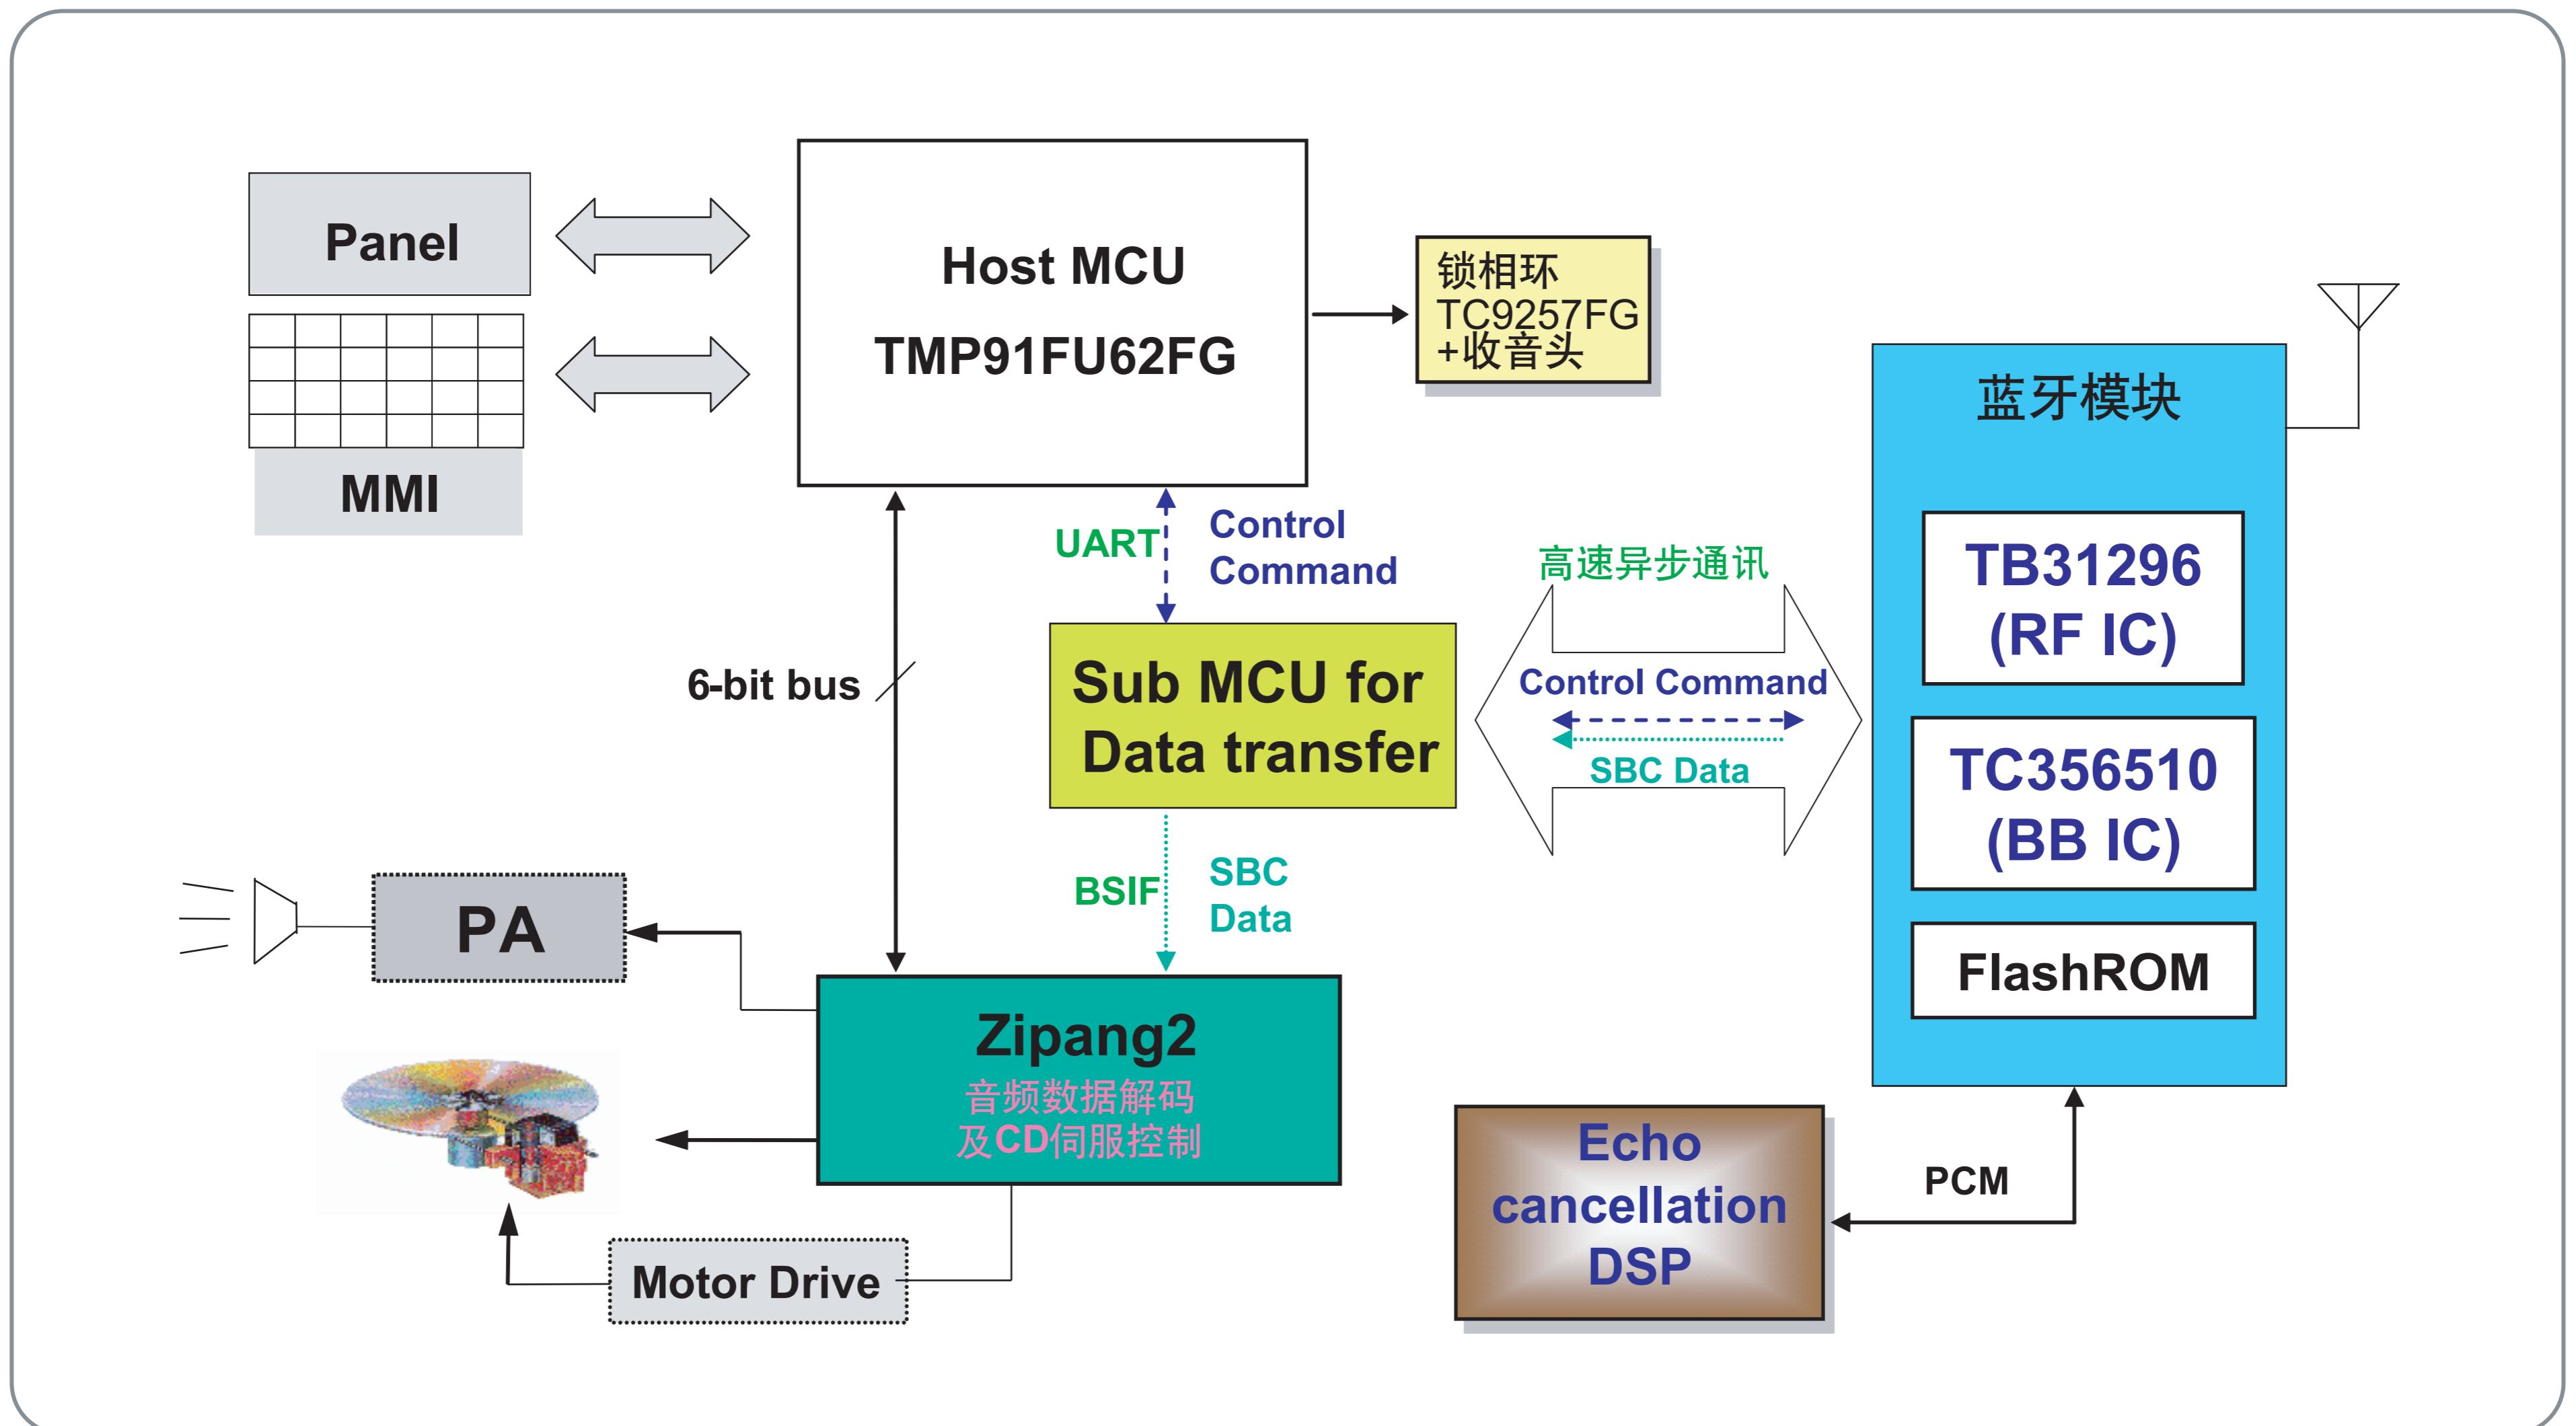 Panel
MMI
Host MCU
TMP91FU62FG
锁相环
TC9257FG
+收音头
蓝牙模块
TB31296
(RF IC)
TC356510
(BB IC)
FlashROM
UART
Control
Command
高速异步通讯
Control Command
SBC Data
6-bit bus
Sub MCU for
Data transfer
BSIF
SBC
Data
PA
Zipang2
音频数据解码
及CD伺服控制
Motor Drive
Echo
cancellation
DSP
PCM